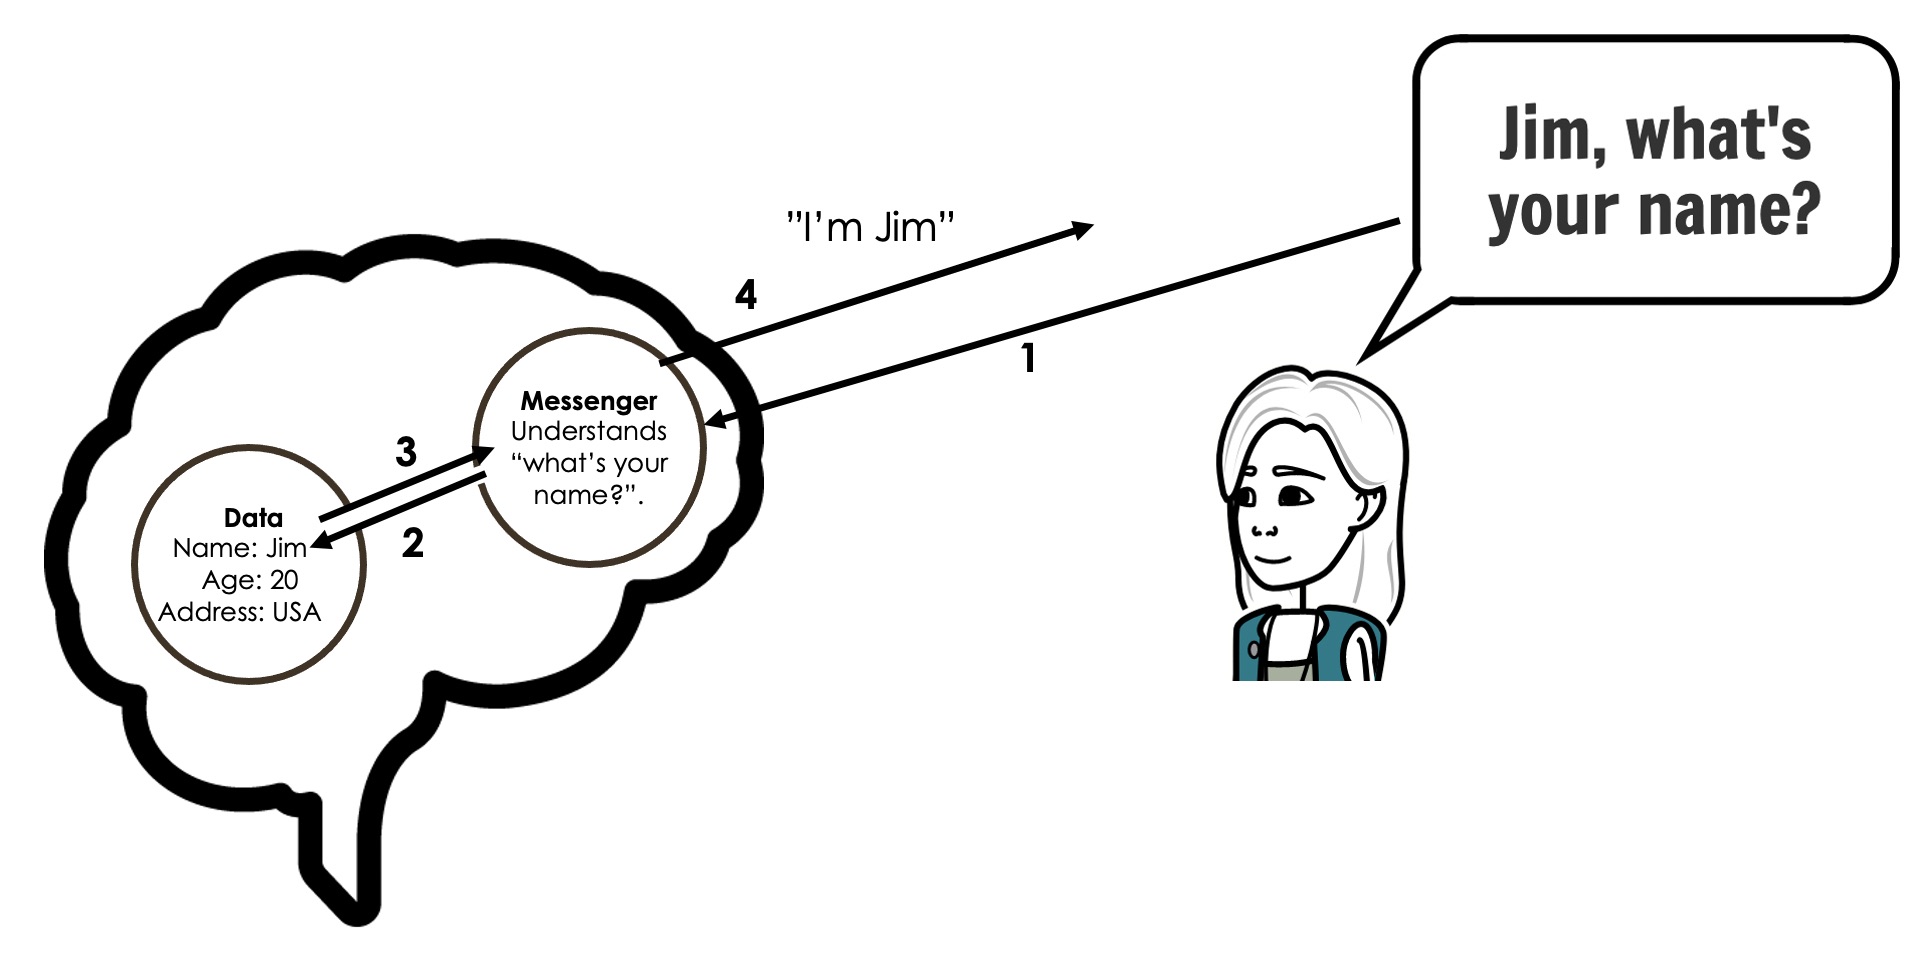 Jim, what's
your name?
”I’m Jim”
4
1
Messenger
Understands
“what’s your
name?”.
3
2
Data
Name: Jim
Age: 20
Address: USA